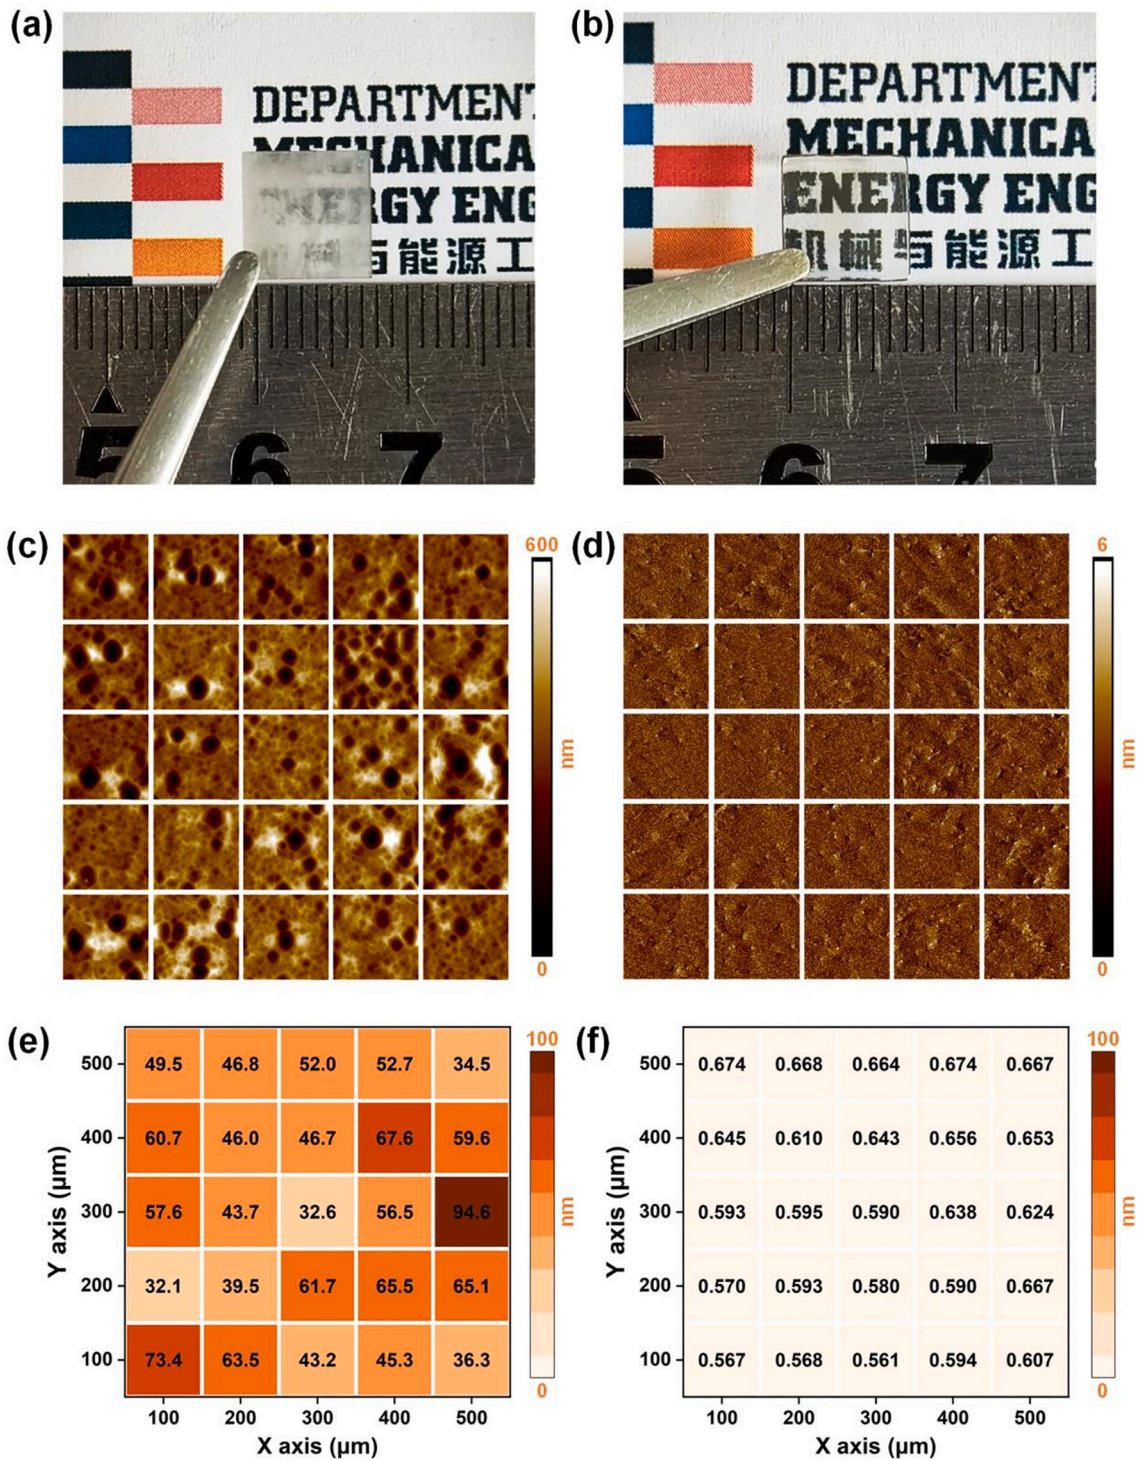 (a)
DEPARTMENT
MECHANICA
ENERGY ENG
与能源工
5 6 7
(b)
DEPARTMENT
MECHANICA
ENERGY ENG
机械与能源工
5 6 7
(c)
600
nm
0
(d)
6
nm
0
(e)
Y axis (μm)
500 49.5 46.8 52.0 52.7 34.5
400 60.7 46.0 46.7 67.6 59.6
300 57.6 43.7 32.6 56.5 94.6
200 32.1 39.5 61.7 65.5 65.1
100 73.4 63.5 43.2 45.3 36.3
100 200 300 400 500
X axis (μm)
100
nm
0
(f)
Y axis (μm)
500 0.674 0.668 0.664 0.674 0.667
400 0.645 0.610 0.643 0.656 0.653
300 0.593 0.595 0.590 0.638 0.624
200 0.570 0.593 0.580 0.590 0.667
100 0.567 0.568 0.561 0.594 0.607
100 200 300 400 500
X axis (μm)
100
nm
0